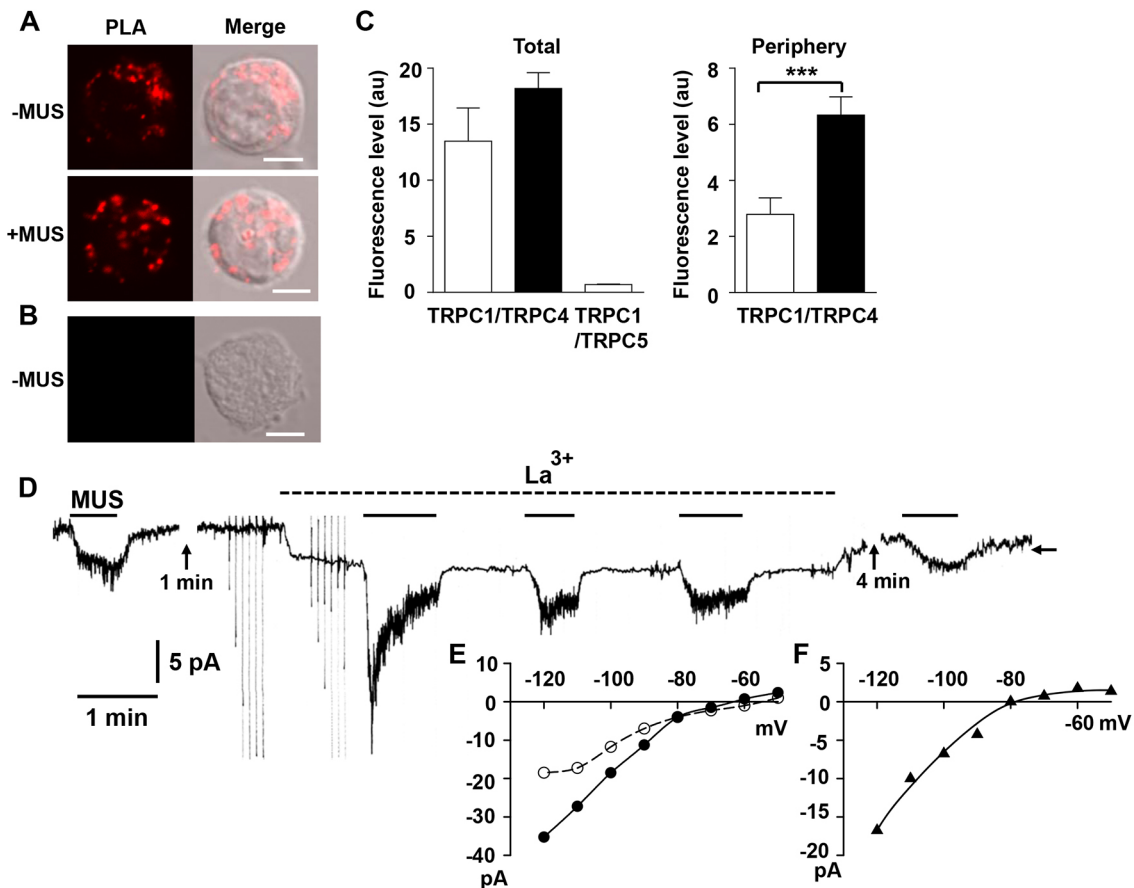 A
PLA
Merge
-MUS
+MUS
B
-MUS
C
Total
Fluorescence level (au)
20
15
10
5
0
TRPC1/TRPC4
TRPC1
/TRPC5
Periphery
***
Fluorescence level (au)
8
6
4
2
0
TRPC1/TRPC4
D
La3+
MUS
1 min
4 min
5 pA
1 min
E
10
0
-10
-20
-30
-40
pA
-120
-100
-80
-60
mV
F
5
0
-5
-10
-15
-20
pA
-120
-100
-80
-60 mV